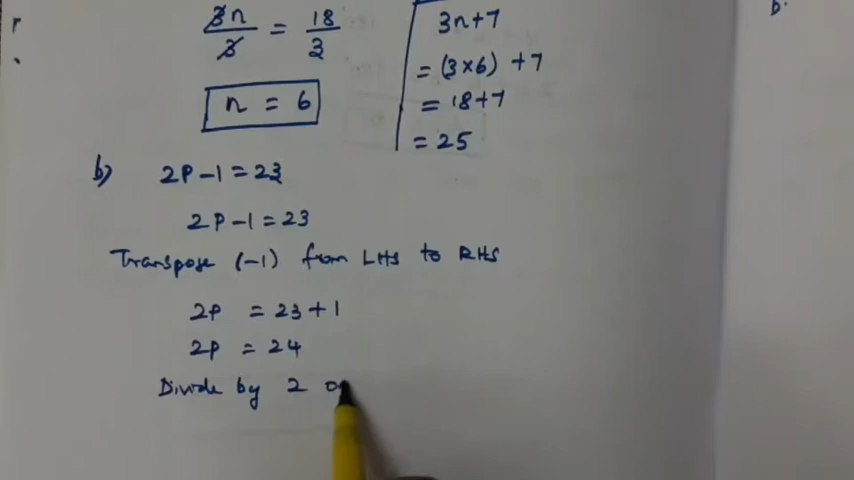 3n/3 = 18/3
n = 6
3n+7
= (3×6) +7
= 18+7
= 25
b) 2P-1=23
2P-1=23
Transpose (-1) from LHS to RHS
2P = 23+1
2P = 24
Divide by 2 o